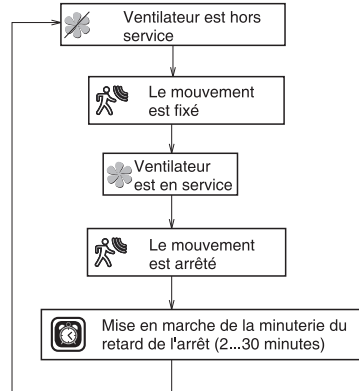 Ventilateur est hors
service
Le mouvement
est fixé
Ventilateur
est en service
Le mouvement
est arrêté
Mise en marche de la minuterie du
retard de l'arrêt (2...30 minutes)